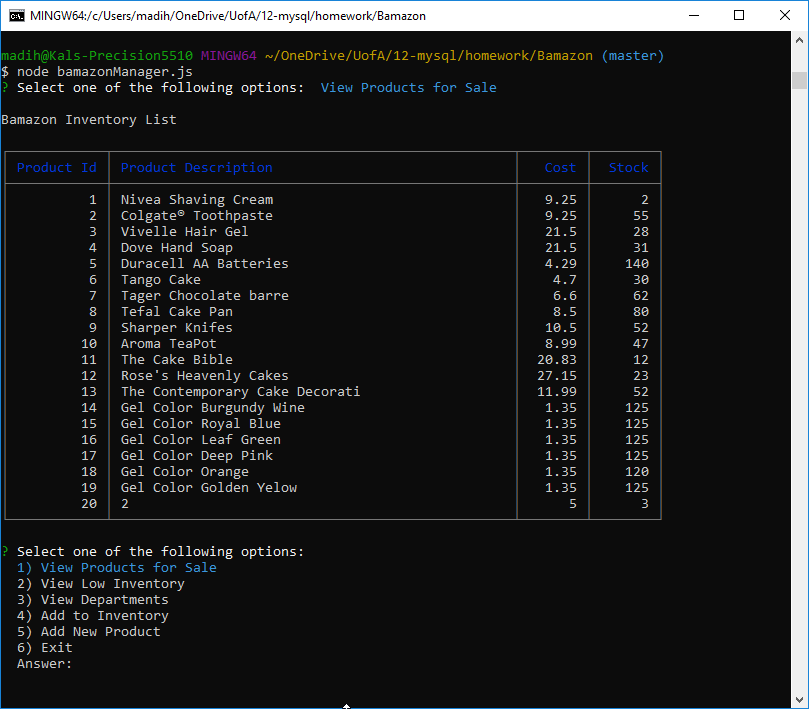 MINGW64:/c/Users/madih/OneDrive/UofA/12-mysql/homework/Bamazon
madih@Kals-Precision5510 MINGW64 ~/OneDrive/UofA/12-mysql/homework/Bamazon (master)
$ node bamazonManager.js
? Select one of the following options:  View Products for Sale
Bamazon Inventory List
Product Id Product Description Cost Stock
1 Nivea Shaving Cream 9.25 2
2 Colgate® Toothpaste 9.25 55
3 Vivelle Hair Gel 21.5 28
4 Dove Hand Soap 21.5 31
5 Duracell AA Batteries 4.29 140
6 Tango Cake 4.7 30
7 Tager Chocolate barre 6.6 62
8 Tefal Cake Pan 8.5 80
9 Sharper Knifes 10.5 52
10 Aroma TeaPot 8.99 47
11 The Cake Bible 20.83 12
12 Rose's Heavenly Cakes 27.15 23
13 The Contemporary Cake Decorati 11.99 52
14 Gel Color Burgundy Wine 1.35 125
15 Gel Color Royal Blue 1.35 125
16 Gel Color Leaf Green 1.35 125
17 Gel Color Deep Pink 1.35 125
18 Gel Color Orange 1.35 120
19 Gel Color Golden Yelow 1.35 125
20 2 5 3
? Select one of the following options:
1) View Products for Sale
2) View Low Inventory
3) View Departments
4) Add to Inventory
5) Add New Product
6) Exit
Answer: